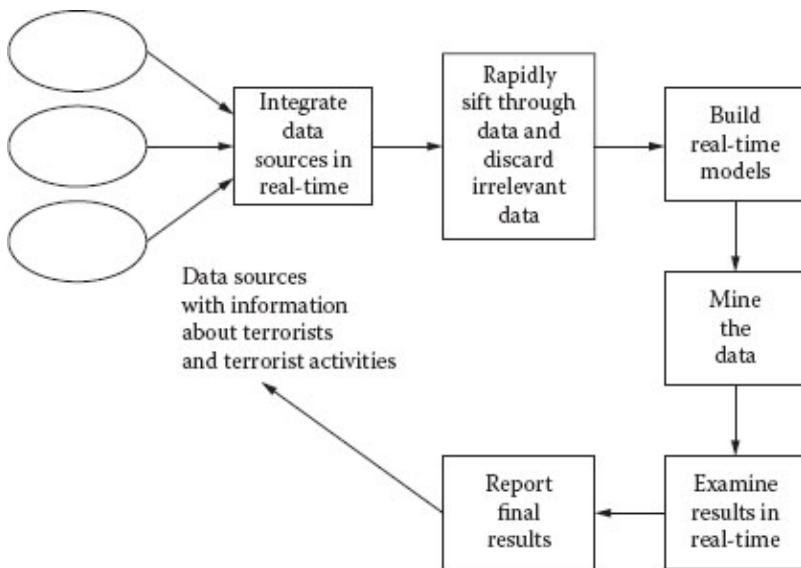 Integrate
data
sources in
real-time
Rapidly
sift through
data and
discard
irrelevant
data
Build
real-time
models
Data sources
with information
about terrorists
and terrorist activities
Mine
the
data
Report
final
results
Examine
results in
real-time